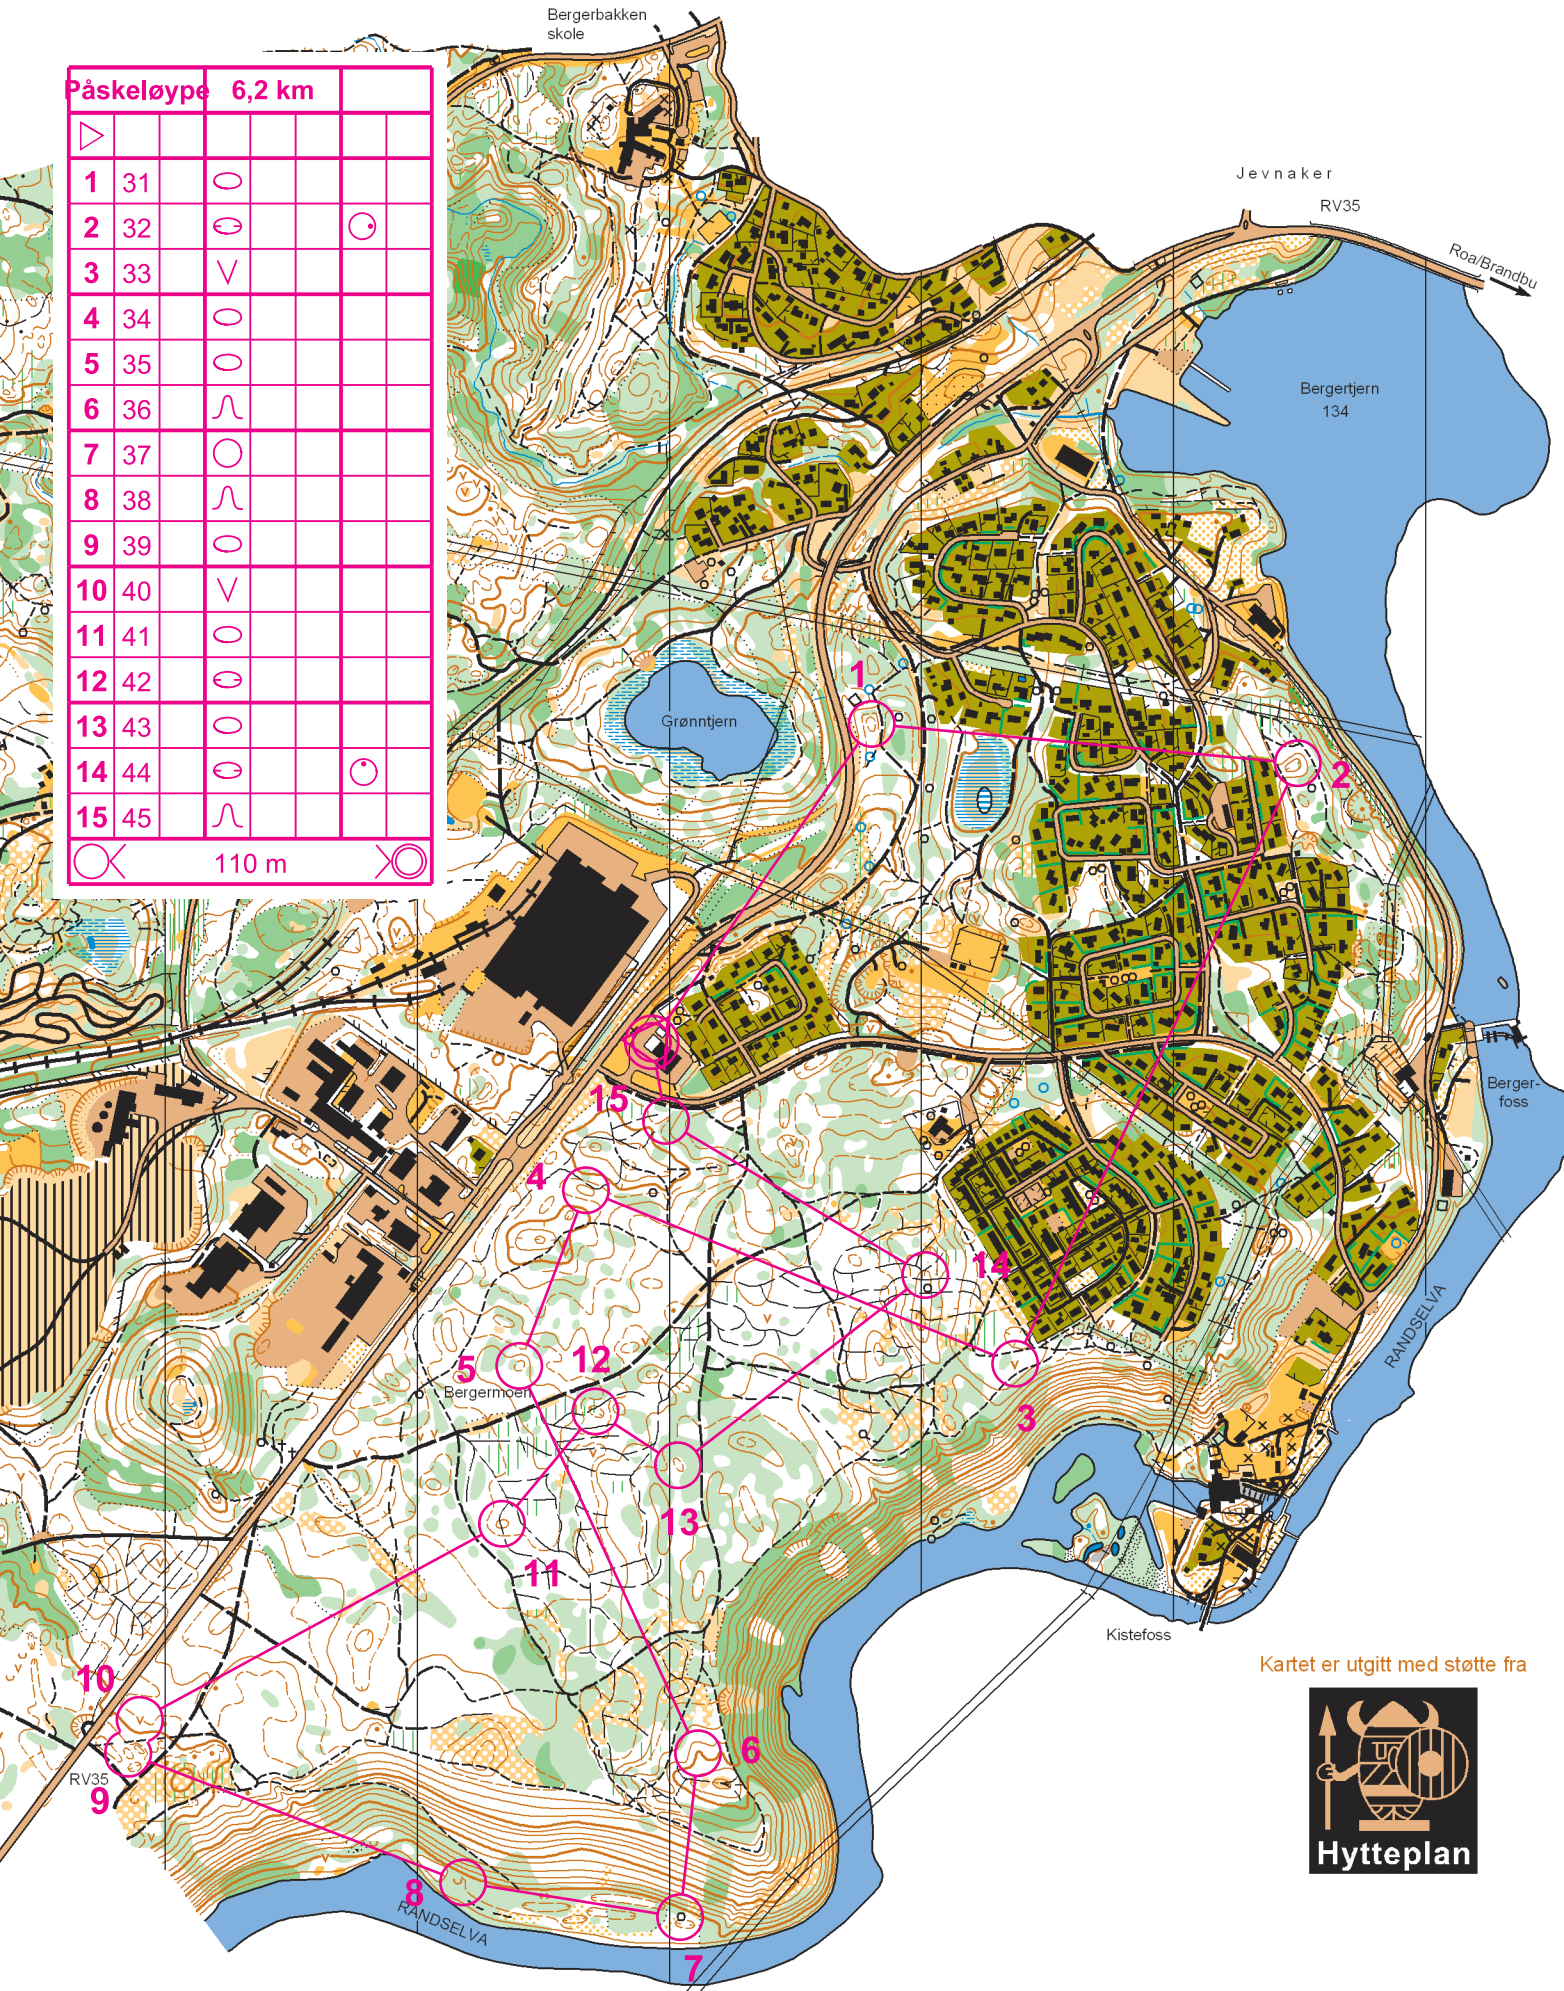 Bergerbakken
skole
Påskeløype 6,2 km
1 31
2 32
3 33
4 34
5 35
6 36
7 37
8 38
9 39
10 40
11 41
12 42
13 43
14 44
15 45
110 m
Jevnaker
RV35
Roa/Brandbu
Bergertjern
134
Grønntjern
1
2
15
4
14
5
12
Bergermoen
3
13
11
10
RV35
9
6
8
7
Berger-
foss
RANDSELVA
Kistefoss
RANDSELVA
Kartet er utgitt med støtte fra
Hytteplan